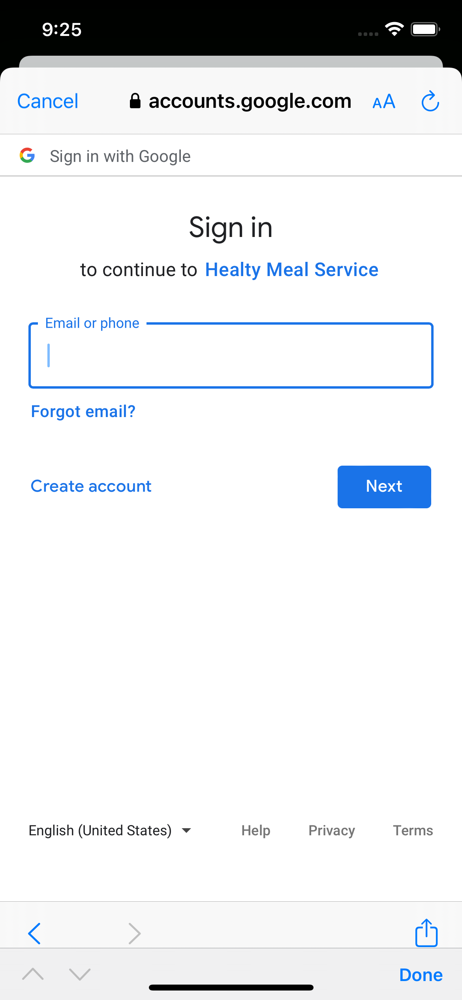 9:25
Cancel accounts.google.com AA
Sign in with Google
Sign in
to continue to Healty Meal Service
Email or phone
Forgot email?
Create account Next
English (United States) Help Privacy Terms
Done